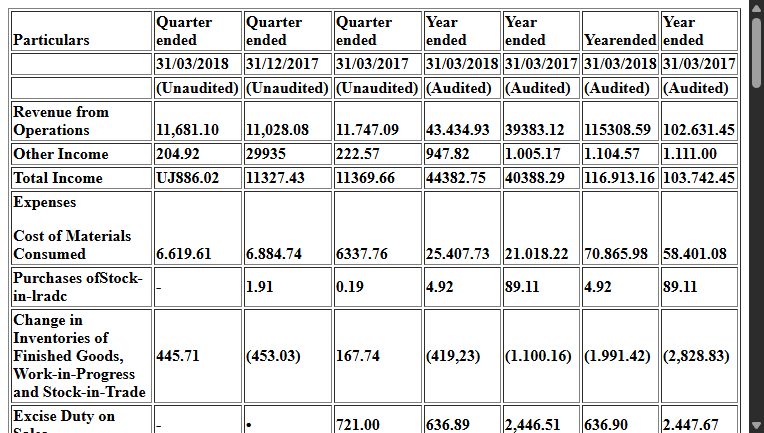 Particulars Quarter ended Quarter ended Quarter ended Year ended Year ended Yearended Year ended
31/03/2018 31/12/2017 31/03/2017 31/03/2018 31/03/2017 31/03/2018 31/03/2017
(Unaudited) (Unaudited) (Unaudited) (Audited) (Audited) (Audited) (Audited)
Revenue from
Operations 11,681.10 11,028.08 11.747.09 43.434.93 39383.12 115308.59 102.631.45
Other Income 204.92 29935 222.57 947.82 1.005.17 1.104.57 1.111.00
Total Income UJ886.02 11327.43 11369.66 44382.75 40388.29 116.913.16 103.742.45
Expenses
Cost of Materials
Consumed 6.619.61 6.884.74 6337.76 25.407.73 21.018.22 70.865.98 58.401.08
Purchases ofStock-
in-lradc - 1.91 0.19 4.92 89.11 4.92 89.11
Change in
Inventories of
Finished Goods,
Work-in-Progress
and Stock-in-Trade 445.71 (453.03) 167.74 (419,23) (1.100.16) (1.991.42) (2,828.83)
Excise Duty on
Sales - • 721.00 636.89 2,446.51 636.90 2.447.67